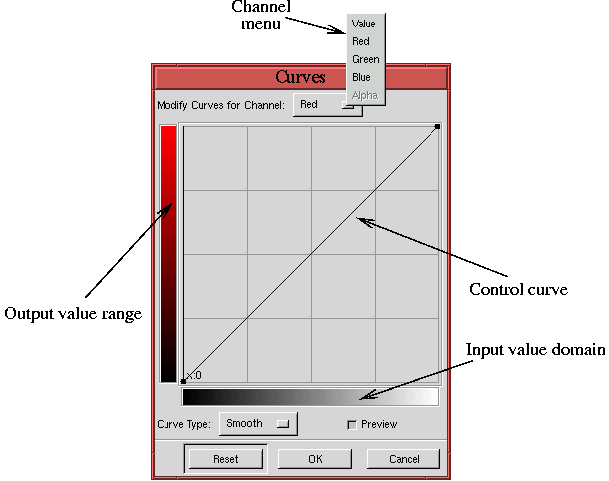 Channel
menu
Value
Red
Green
Blue
Alpha
Curves
Modify Curves for Channel: Red
Output value range
Control curve
x:0
Input value domain
Curve Type: Smooth Preview
Reset OK Cancel